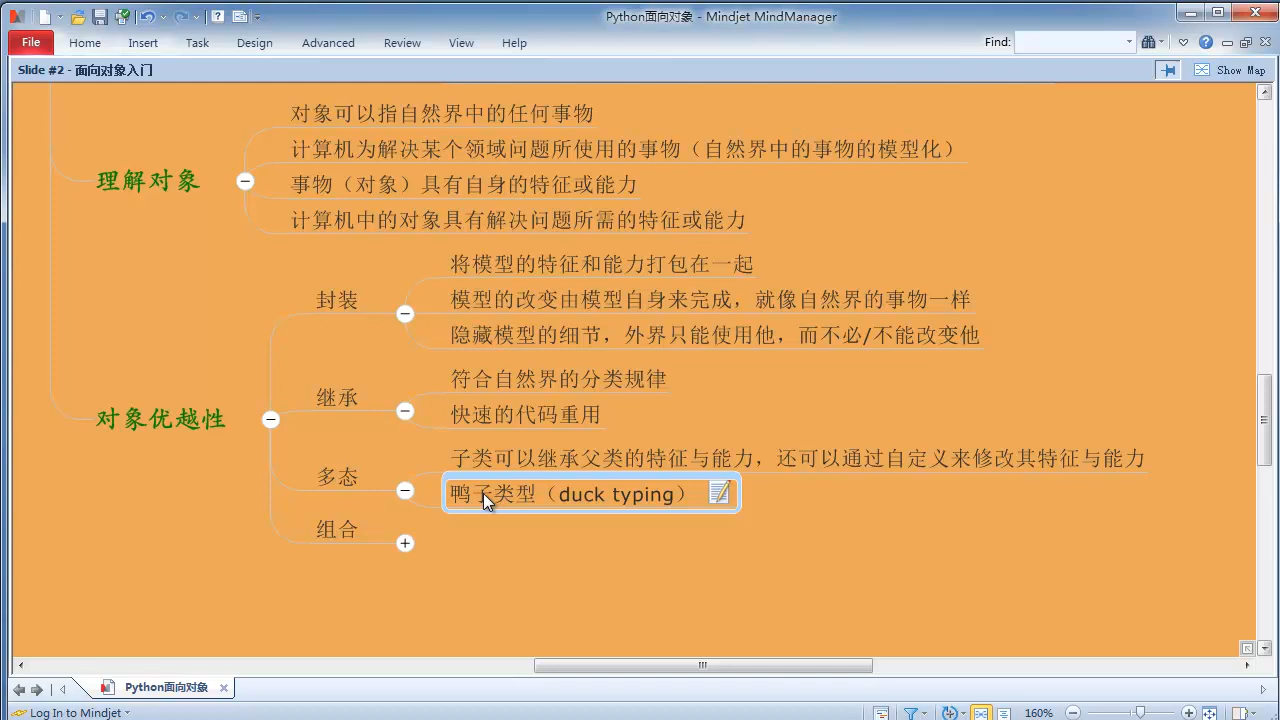 Python面向对象 - Mindjet MindManager
File Home Insert Task Design Advanced Review View Help Find:
Slide #2 - 面向对象入门 Show Map
对象可以指自然界中的任何事物
计算机为解决某个领域问题所使用的事物（自然界中的事物的模型化）
理解对象
事物（对象）具有自身的特征或能力
计算机中的对象具有解决问题所需的特征或能力
将模型的特征和能力打包在一起
封装
模型的改变由模型自身来完成，就像自然界的事物一样
隐藏模型的细节，外界只能使用他，而不必/不能改变他
符合自然界的分类规律
继承
快速的代码重用
对象优越性
子类可以继承父类的特征与能力，还可以通过自定义来修改其特征与能力
多态
鸭子类型（duck typing）
组合
Python面向对象
Log In to Mindjet 160%